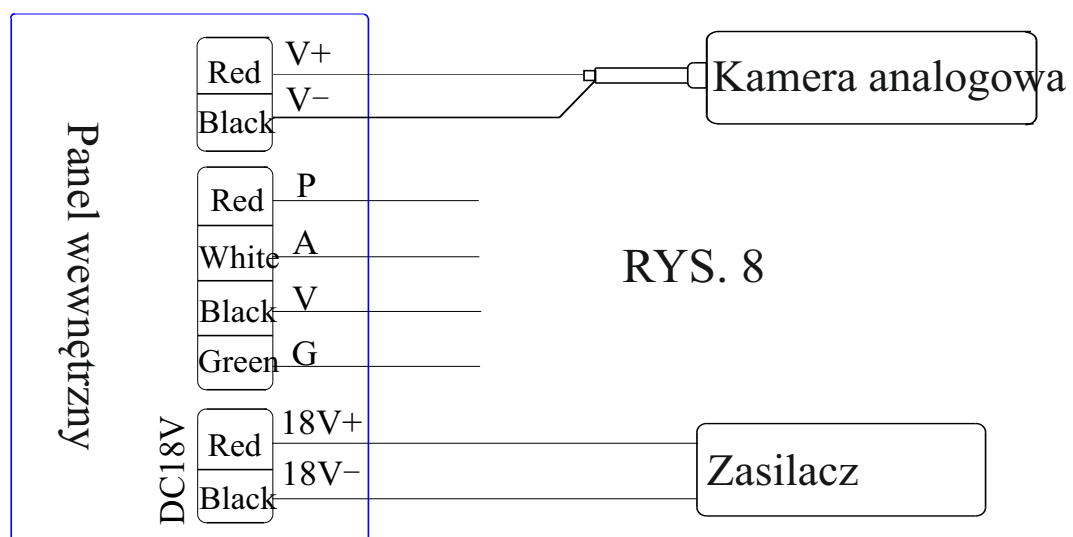 Panel wewnętrzny
Red V+
Black V−
Kamera analogowa
Red P
White A
Black V
Green G
RYS. 8
DC18V
Red 18V+
Black 18V−
Zasilacz